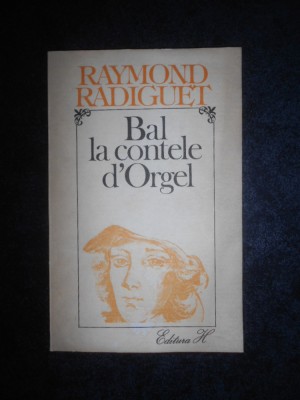 RAYMOND
RADIGUET
Bal
la contele
d'Orgel
Editura H.